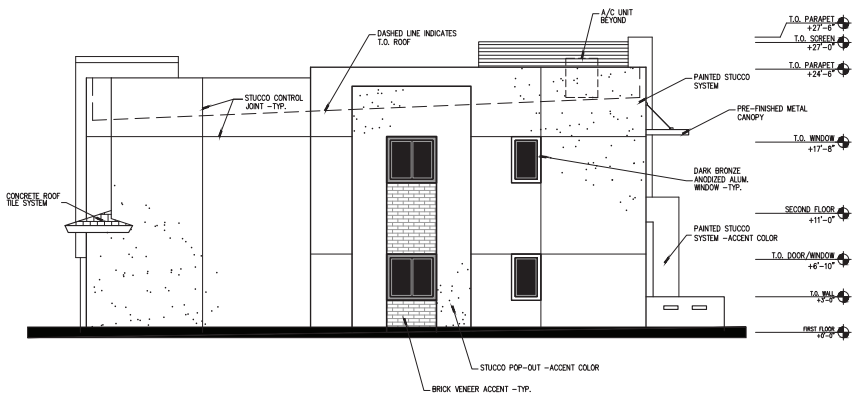 A/C UNIT
BEYOND
T.O. PARAPET
+27'-6"
T.O. SCREEN
+27'-0"
DASHED LINE INDICATES
T.O. ROOF
T.O. PARAPET
+24'-6"
PAINTED STUCCO
SYSTEM
STUCCO CONTROL
JOINT -TYP.
PRE-FINISHED METAL
CANOPY
T.O. WINDOW
+17'-8"
DARK BRONZE
ANODIZED ALUM.
WINDOW -TYP.
CONCRETE ROOF
TILE SYSTEM
SECOND FLOOR
+11'-0"
PAINTED STUCCO
SYSTEM -ACCENT COLOR
T.O. DOOR/WINDOW
+6'-10"
T.O. WALL
+3'-0"
FIRST FLOOR
+0'-0"
STUCCO POP-OUT -ACCENT COLOR
BRICK VENEER ACCENT -TYP.